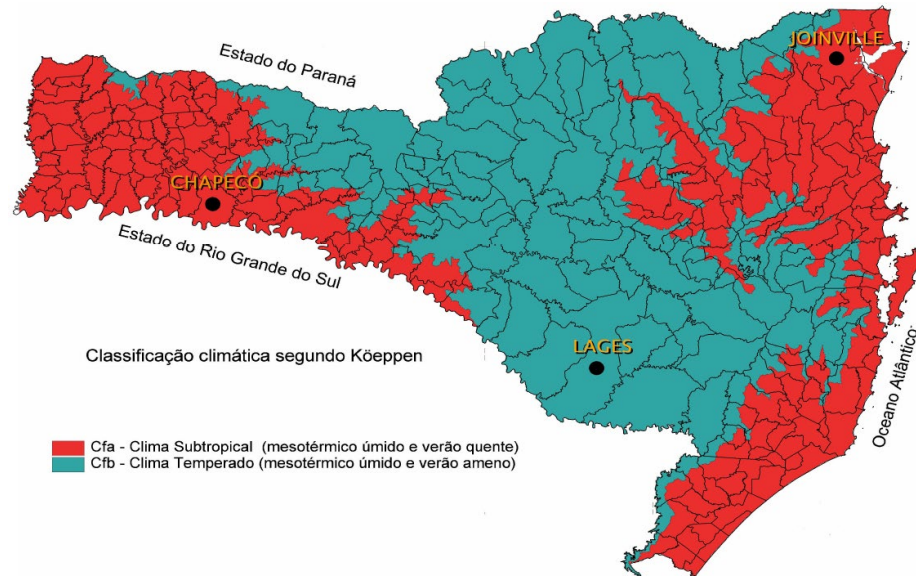 JOINVILLE
Estado do Paraná
CHAPECÓ
Estado do Rio Grande do Sul
Oceano Atlântico
LAGES
Classificação climática segundo Köeppen
Cfa - Clima Subtropical (mesotérmico úmido e verão quente)
Cfb - Clima Temperado (mesotérmico úmido e verão ameno)